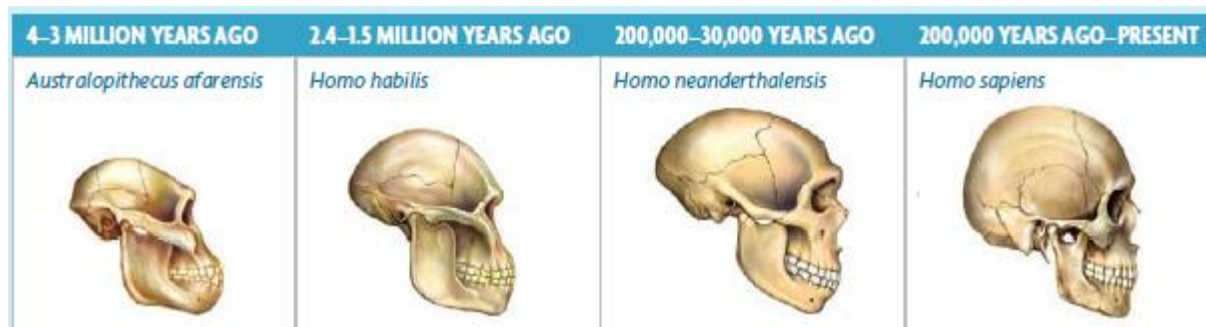 4–3 MILLION YEARS AGO
2.4–1.5 MILLION YEARS AGO
200,000–30,000 YEARS AGO
200,000 YEARS AGO–PRESENT
Australopithecus afarensis
Homo habilis
Homo neanderthalensis
Homo sapiens